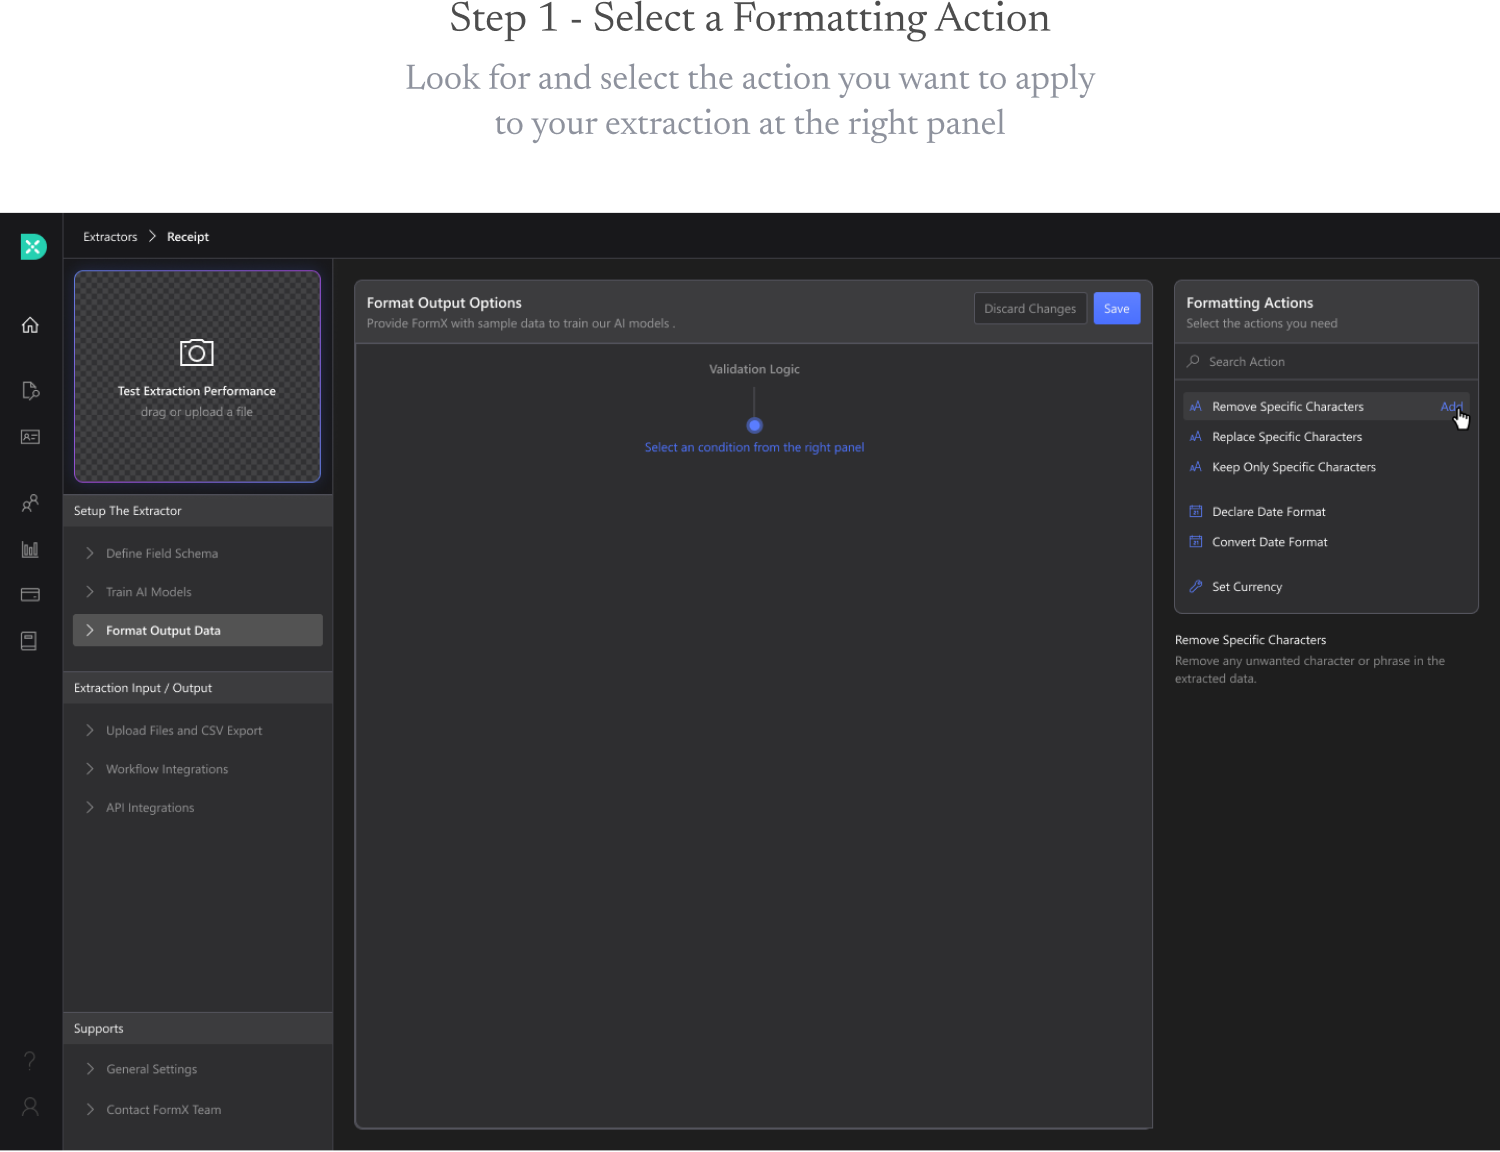 Step 1 - Select a Formatting Action
Look for and select the action you want to apply
to your extraction at the right panel
Extractors
Receipt
Test Extraction Performance
drag or upload a file
Setup The Extractor
Define Field Schema
Train AI Models
Format Output Data
Extraction Input / Output
Upload Files and CSV Export
Workflow Integrations
API Integrations
Supports
General Settings
Contact FormX Team
Format Output Options
Provide FormX with sample data to train our AI models .
Discard Changes
Save
Validation Logic
Select an condition from the right panel
Formatting Actions
Select the actions you need
Search Action
Remove Specific Characters
Add
Replace Specific Characters
Keep Only Specific Characters
Declare Date Format
Convert Date Format
Set Currency
Remove Specific Characters
Remove any unwanted character or phrase in the
extracted data.